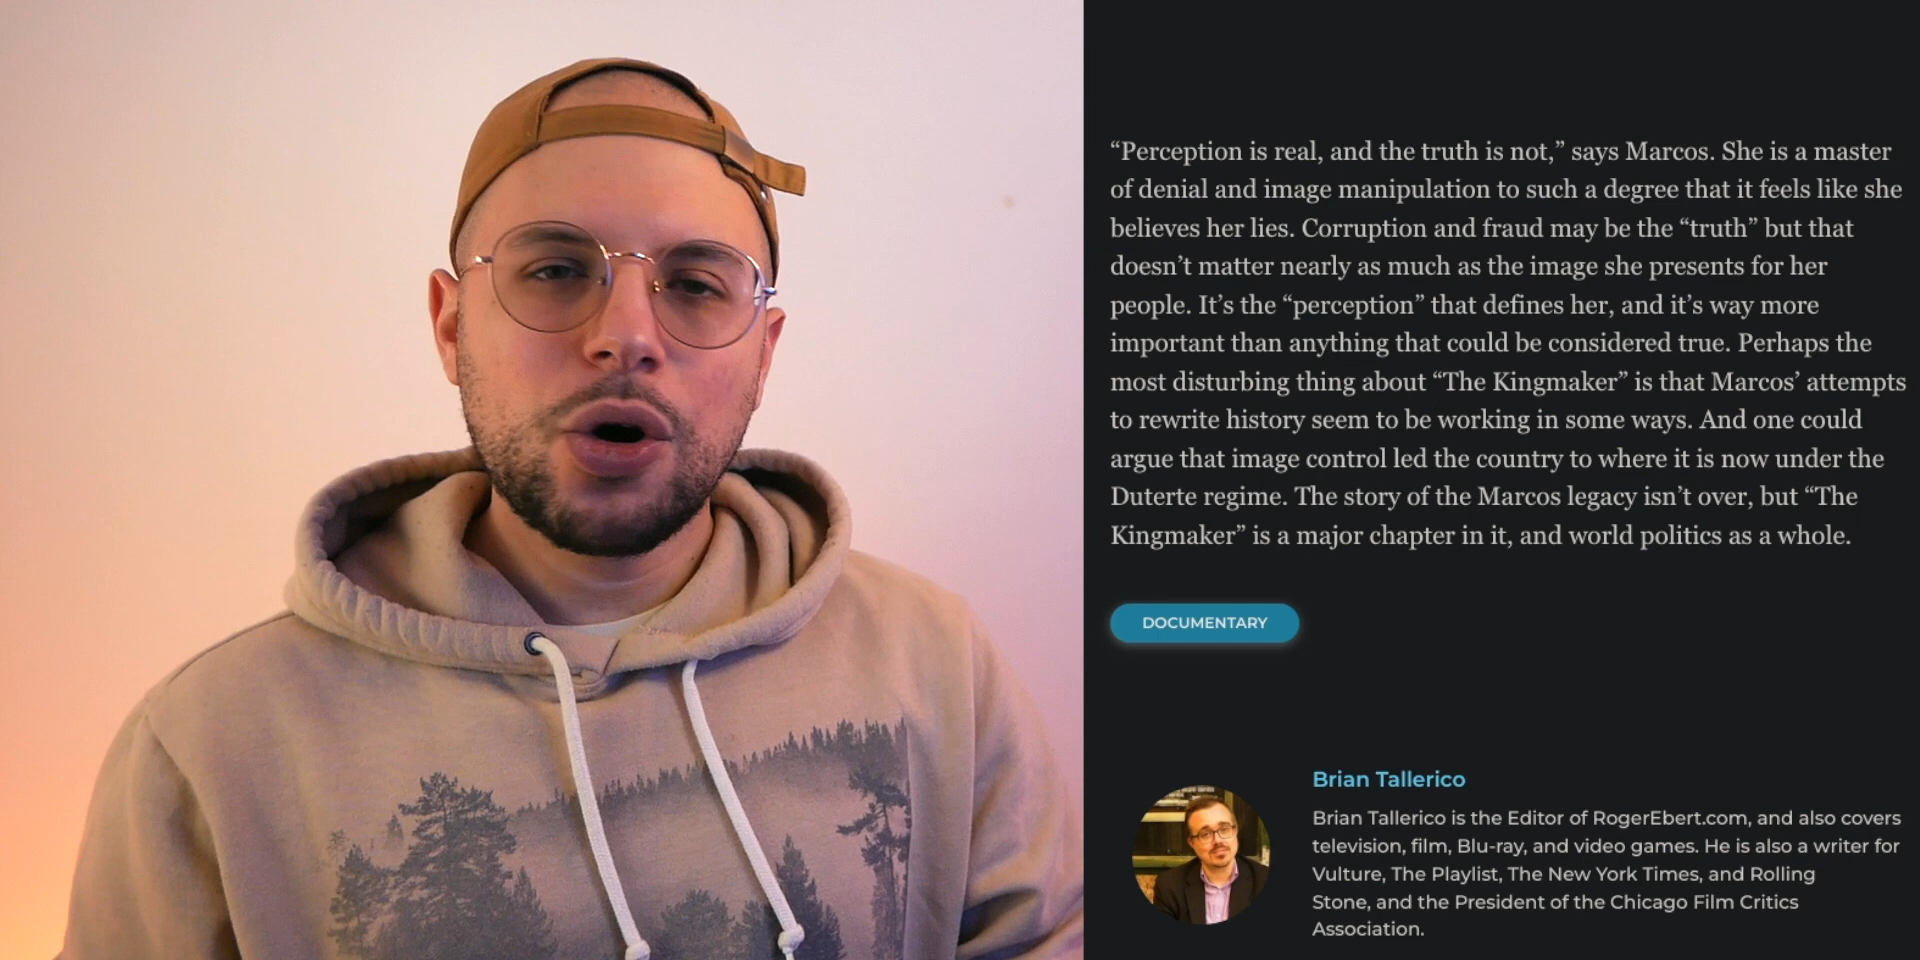 “Perception is real, and the truth is not,” says Marcos. She is a master
of denial and image manipulation to such a degree that it feels like she
believes her lies. Corruption and fraud may be the “truth” but that
doesn’t matter nearly as much as the image she presents for her
people. It’s the “perception” that defines her, and it’s way more
important than anything that could be considered true. Perhaps the
most disturbing thing about “The Kingmaker” is that Marcos’ attempts
to rewrite history seem to be working in some ways. And one could
argue that image control led the country to where it is now under the
Duterte regime. The story of the Marcos legacy isn’t over, but “The
Kingmaker” is a major chapter in it, and world politics as a whole.
DOCUMENTARY
Brian Tallerico
Brian Tallerico is the Editor of RogerEbert.com, and also covers
television, film, Blu-ray, and video games. He is also a writer for
Vulture, The Playlist, The New York Times, and Rolling
Stone, and the President of the Chicago Film Critics
Association.